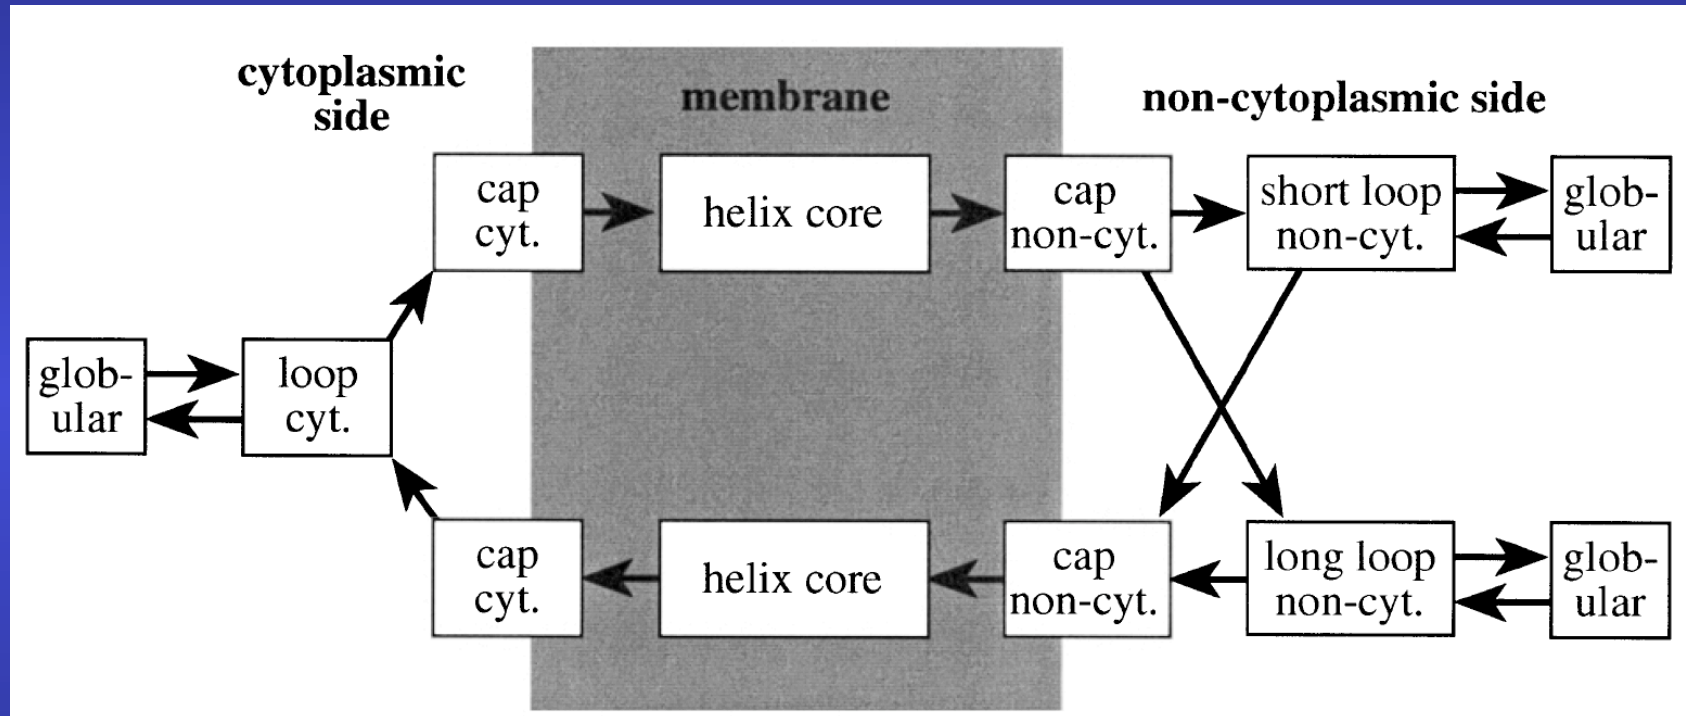 cytoplasmic
side
membrane
non-cytoplasmic side
cap
cyt.
helix core
cap
non-cyt.
short loop
non-cyt.
glob-
ular
glob-
ular
loop
cyt.
cap
cyt.
helix core
cap
non-cyt.
long loop
non-cyt.
glob-
ular